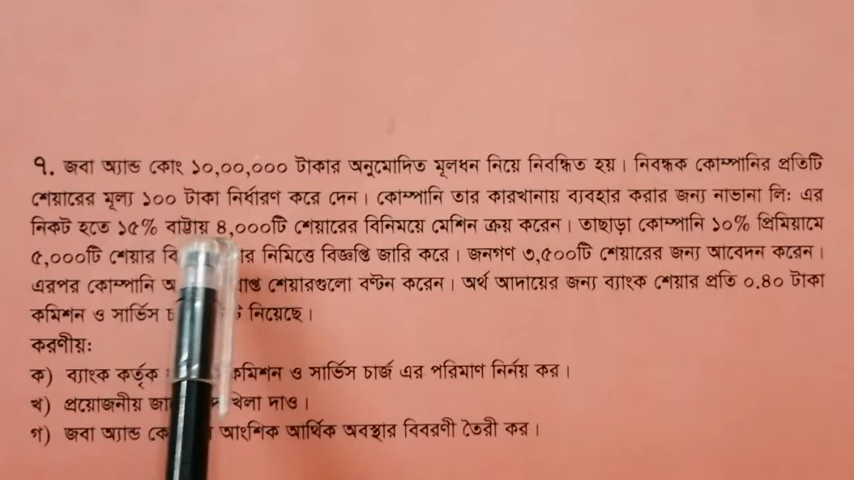 ৭. জবা অ্যান্ড কোং ১০,০০,০০০ টাকার অনুমোদিত মূলধন নিয়ে নিবন্ধিত হয়। নিবন্ধক কোম্পানির প্রতিটি
শেয়ারের মূল্য ১০০ টাকা নির্ধারণ করে দেন। কোম্পানি তার কারখানায় ব্যবহার করার জন্য নাভানা লি: এর
নিকট হতে ১৫% বাট্টায় ৪,০০০টি শেয়ারের বিনিময়ে মেশিন ক্রয় করেন। তাছাড়া কোম্পানি ১০% প্রিমিয়ামে
৫,০০০টি শেয়ার নিমিত্তে বিজ্ঞপ্তি জারি করে। জনগণ ৩,৫০০টি শেয়ারের জন্য আবেদন করেন।
এরপর কোম্পানি শেয়ারগুলো বণ্টন করেন। অর্থ আদায়ের জন্য ব্যাংক শেয়ার প্রতি ০.৪০ টাকা
কমিশন ও সার্ভিস নিয়েছে।
করণীয়:
ক) ব্যাংক কর্তৃক কমিশন ও সার্ভিস চার্জ এর পরিমাণ নির্নয় কর।
খ) প্রয়োজনীয় দাও।
গ) জবা অ্যান্ড আংশিক আর্থিক অবস্থার বিবরণী তৈরী কর।